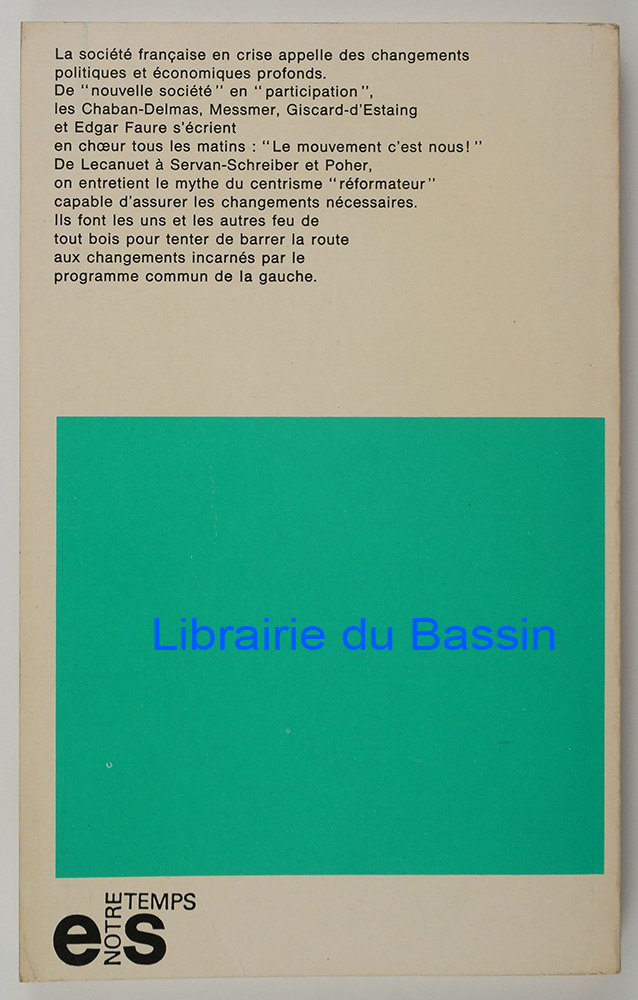 La société française en crise appelle des changements
politiques et économiques profonds.
De "nouvelle société" en "participation",
les Chaban-Delmas, Messmer, Giscard-d'Estaing
et Edgar Faure s'écrient
en chœur tous les matins : "Le mouvement c'est nous!"
De Lecanuet à Servan-Schreiber et Poher,
on entretient le mythe du centrisme "réformateur"
capable d'assurer les changements nécessaires.
Ils font les uns et les autres feu de
tout bois pour tenter de barrer la route
aux changements incarnés par le
programme commun de la gauche.
Librairie du Bassin
NOTRE TEMPS
es